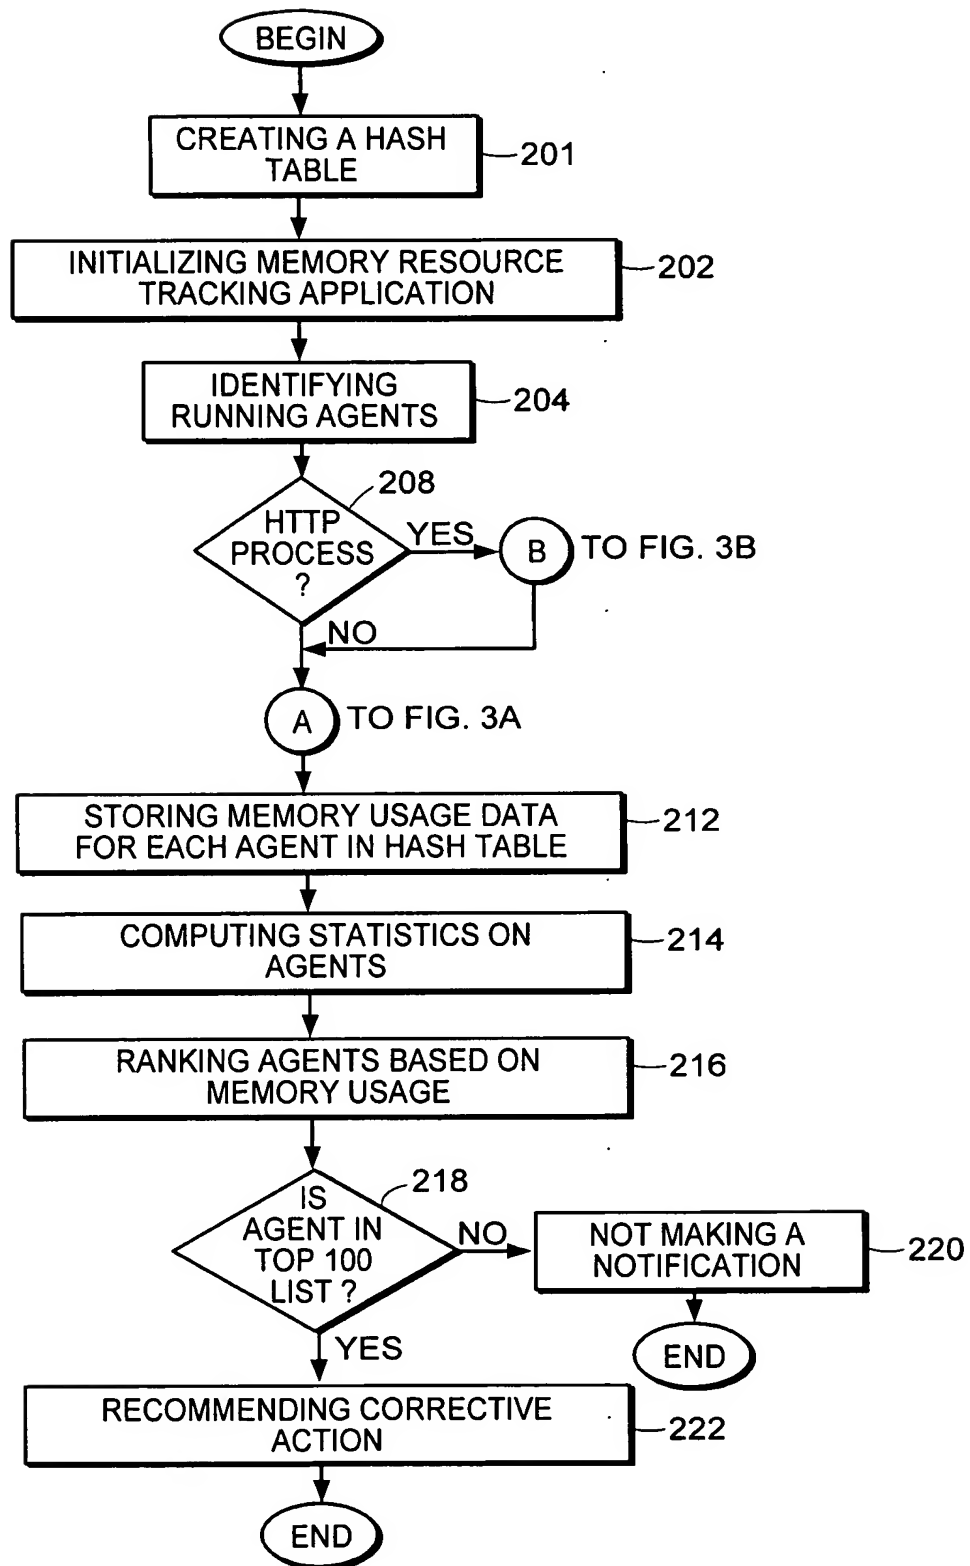 BEGIN
CREATING A HASH
TABLE
201
INITIALIZING MEMORY RESOURCE
TRACKING APPLICATION
202
IDENTIFYING
RUNNING AGENTS
204
208
HTTP
PROCESS
?
YES
B
TO FIG. 3B
NO
A
TO FIG. 3A
STORING MEMORY USAGE DATA
FOR EACH AGENT IN HASH TABLE
212
COMPUTING STATISTICS ON
AGENTS
214
RANKING AGENTS BASED ON
MEMORY USAGE
216
218
IS
AGENT IN
TOP 100
LIST ?
NO
NOT MAKING A
NOTIFICATION
220
END
YES
RECOMMENDING CORRECTIVE
ACTION
222
END